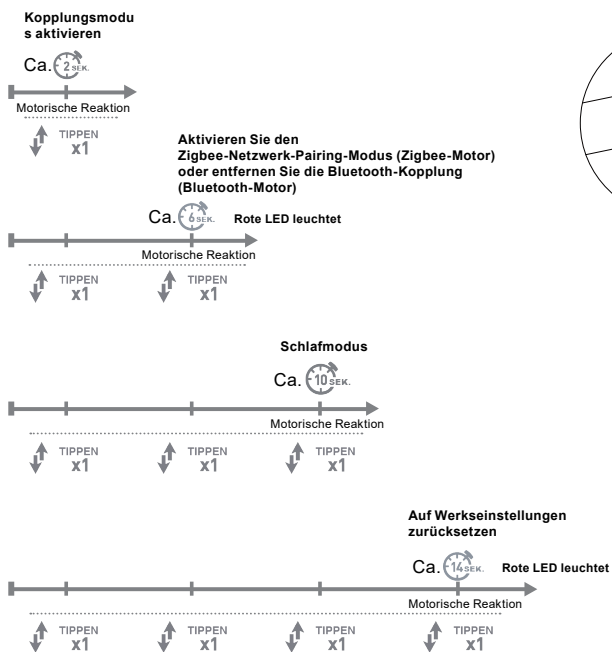 Kopplungsmodu
s aktivieren
Ca. 2 SEK.
Motorische Reaktion
TIPPEN
x1
Aktivieren Sie den
Zigbee-Netzwerk-Pairing-Modus (Zigbee-Motor)
oder entfernen Sie die Bluetooth-Kopplung
(Bluetooth-Motor)
Ca. 6 SEK. Rote LED leuchtet
Motorische Reaktion
TIPPEN TIPPEN
x1 x1
Schlafmodus
Ca. 10 SEK.
Motorische Reaktion
TIPPEN TIPPEN TIPPEN
x1 x1 x1
Auf Werkseinstellungen
zurücksetzen
Ca. 14 SEK. Rote LED leuchtet
Motorische Reaktion
TIPPEN TIPPEN TIPPEN TIPPEN
x1 x1 x1 x1